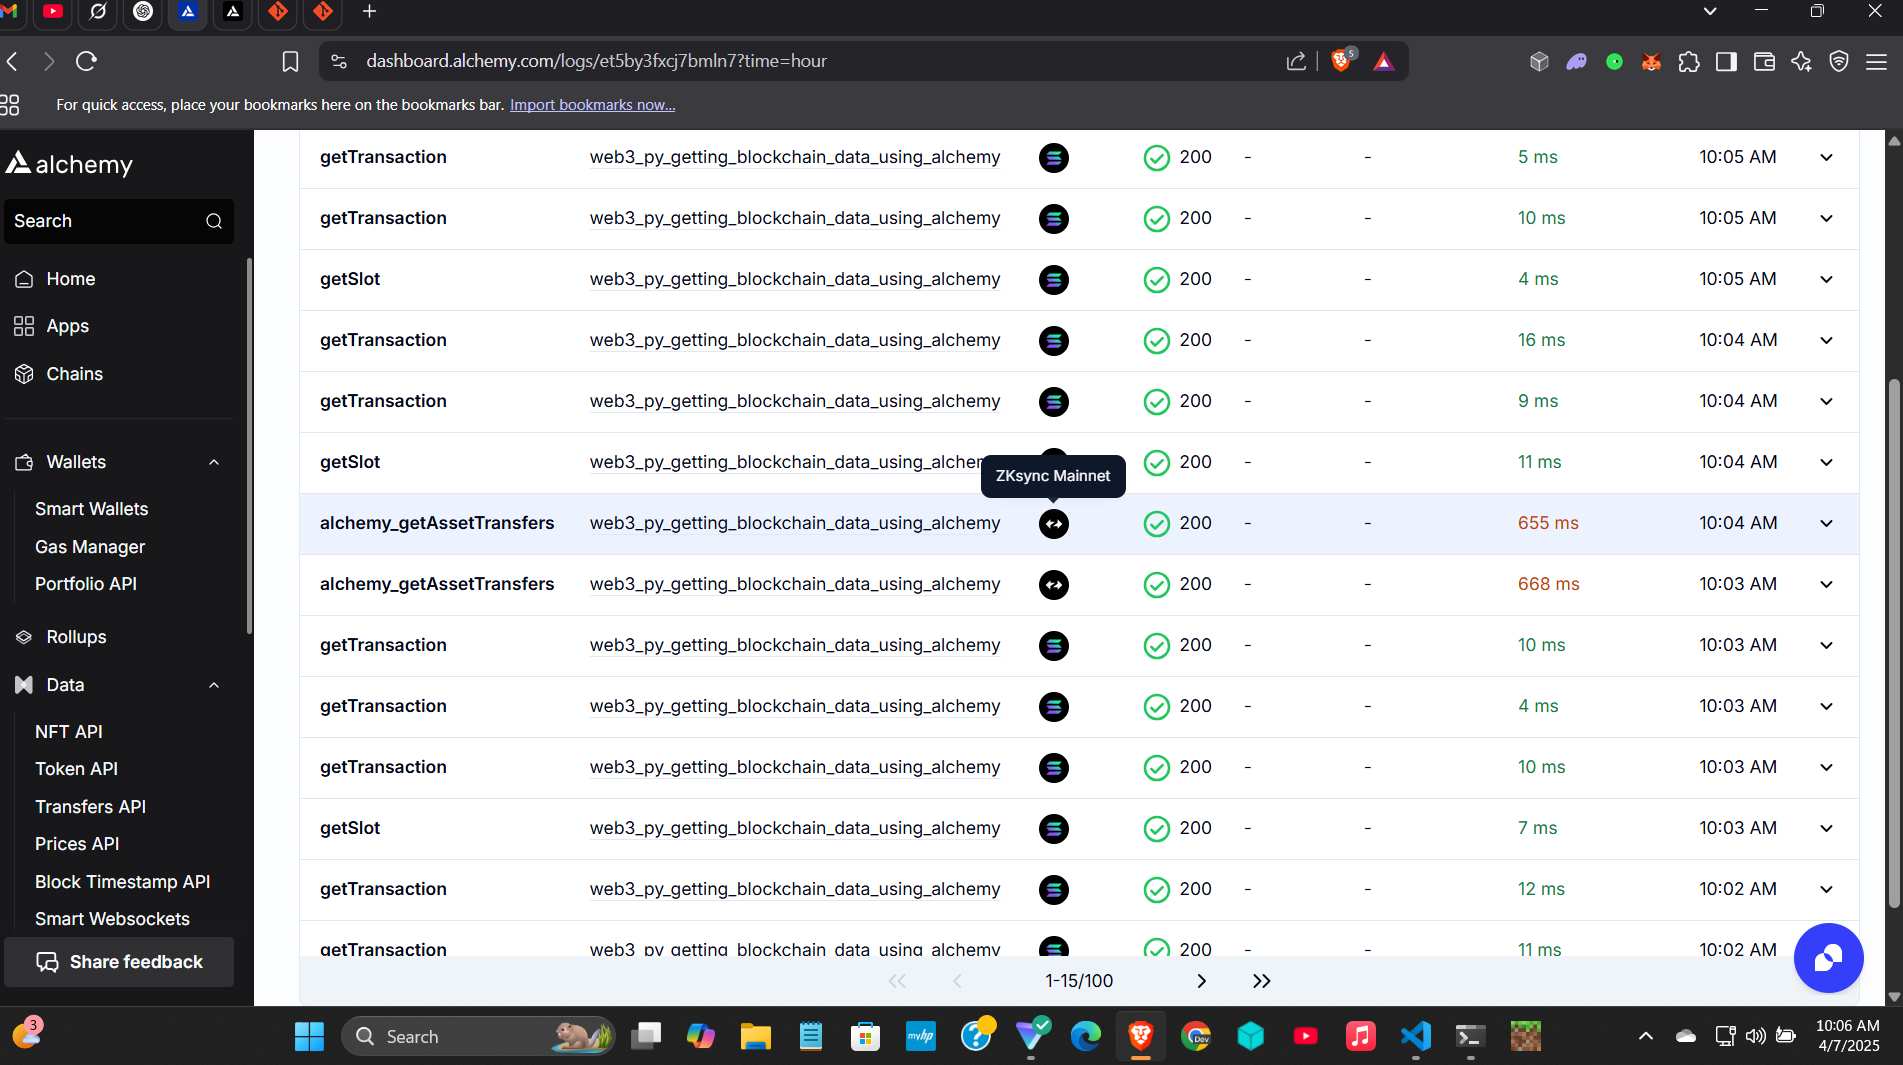 dashboard.alchemy.com/logs/et5by3fxcj7bmln7?time=hour
5
For quick access, place your bookmarks here on the bookmarks bar. Import bookmarks now...
alchemy
Search
Home
Apps
Chains
Wallets
Smart Wallets
Gas Manager
Portfolio API
Rollups
Data
NFT API
Token API
Transfers API
Prices API
Block Timestamp API
Smart Websockets
Share feedback
getTransaction web3_py_getting_blockchain_data_using_alchemy 200 - - 5 ms 10:05 AM
getTransaction web3_py_getting_blockchain_data_using_alchemy 200 - - 10 ms 10:05 AM
getSlot web3_py_getting_blockchain_data_using_alchemy 200 - - 4 ms 10:05 AM
getTransaction web3_py_getting_blockchain_data_using_alchemy 200 - - 16 ms 10:04 AM
getTransaction web3_py_getting_blockchain_data_using_alchemy 200 - - 9 ms 10:04 AM
getSlot web3_py_getting_blockchain_data_using_alchem 200 - - 11 ms 10:04 AM
ZKsync Mainnet
alchemy_getAssetTransfers web3_py_getting_blockchain_data_using_alchemy 200 - - 655 ms 10:04 AM
alchemy_getAssetTransfers web3_py_getting_blockchain_data_using_alchemy 200 - - 668 ms 10:03 AM
getTransaction web3_py_getting_blockchain_data_using_alchemy 200 - - 10 ms 10:03 AM
getTransaction web3_py_getting_blockchain_data_using_alchemy 200 - - 4 ms 10:03 AM
getTransaction web3_py_getting_blockchain_data_using_alchemy 200 - - 10 ms 10:03 AM
getSlot web3_py_getting_blockchain_data_using_alchemy 200 - - 7 ms 10:03 AM
getTransaction web3_py_getting_blockchain_data_using_alchemy 200 - - 12 ms 10:02 AM
getTransaction web3_py_getting_blockchain_data_using_alchemy 200 - - 11 ms 10:02 AM
1-15/100
3
Search
myhp
Dev
10:06 AM
4/7/2025